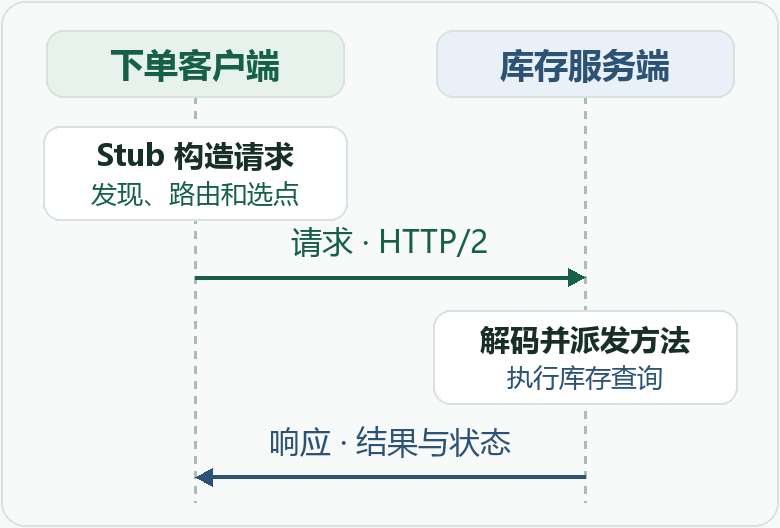 下单客户端
库存服务端
Stub 构造请求
发现、路由和选点
请求 · HTTP/2
解码并派发方法
执行库存查询
响应 · 结果与状态